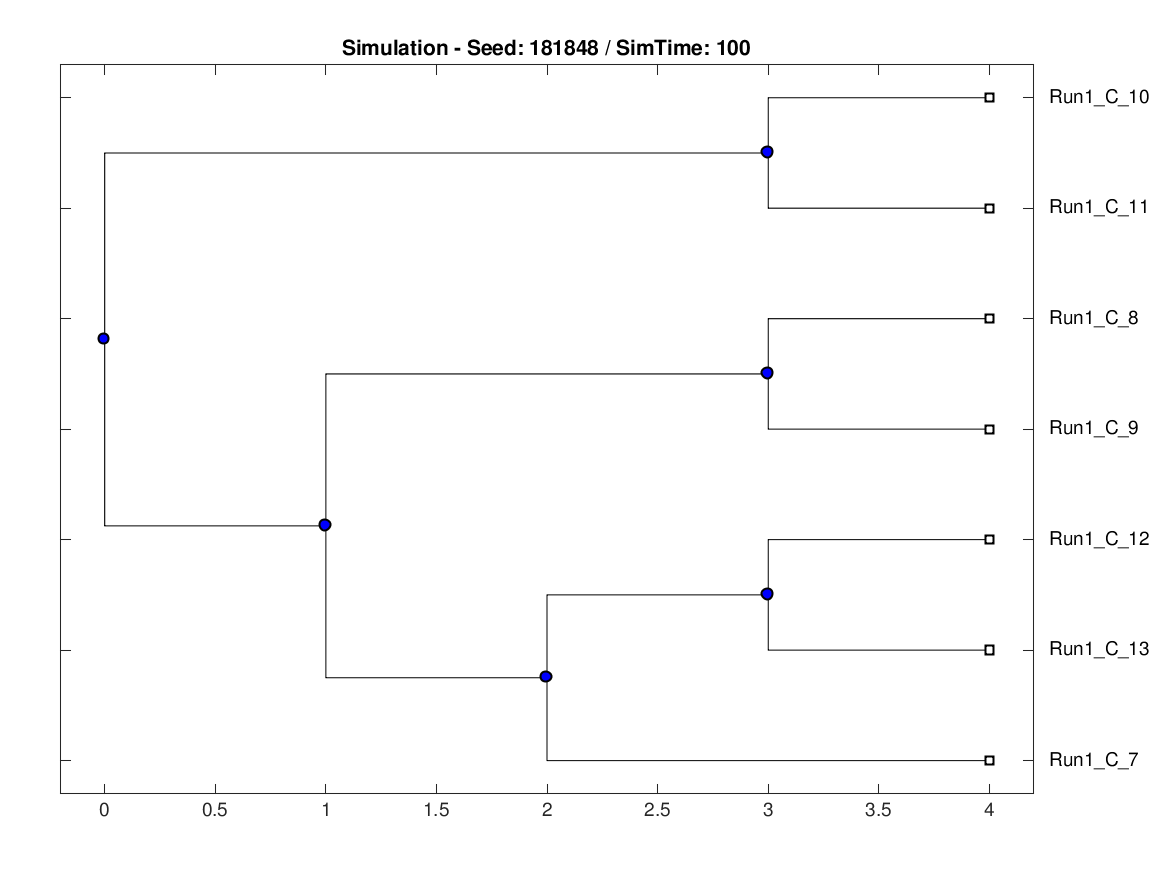 Simulation - Seed: 181848 / SimTime: 100
Run1_C_10
Run1_C_11
Run1_C_8
Run1_C_9
Run1_C_12
Run1_C_13
Run1_C_7
0 0.5 1 1.5 2 2.5 3 3.5 4